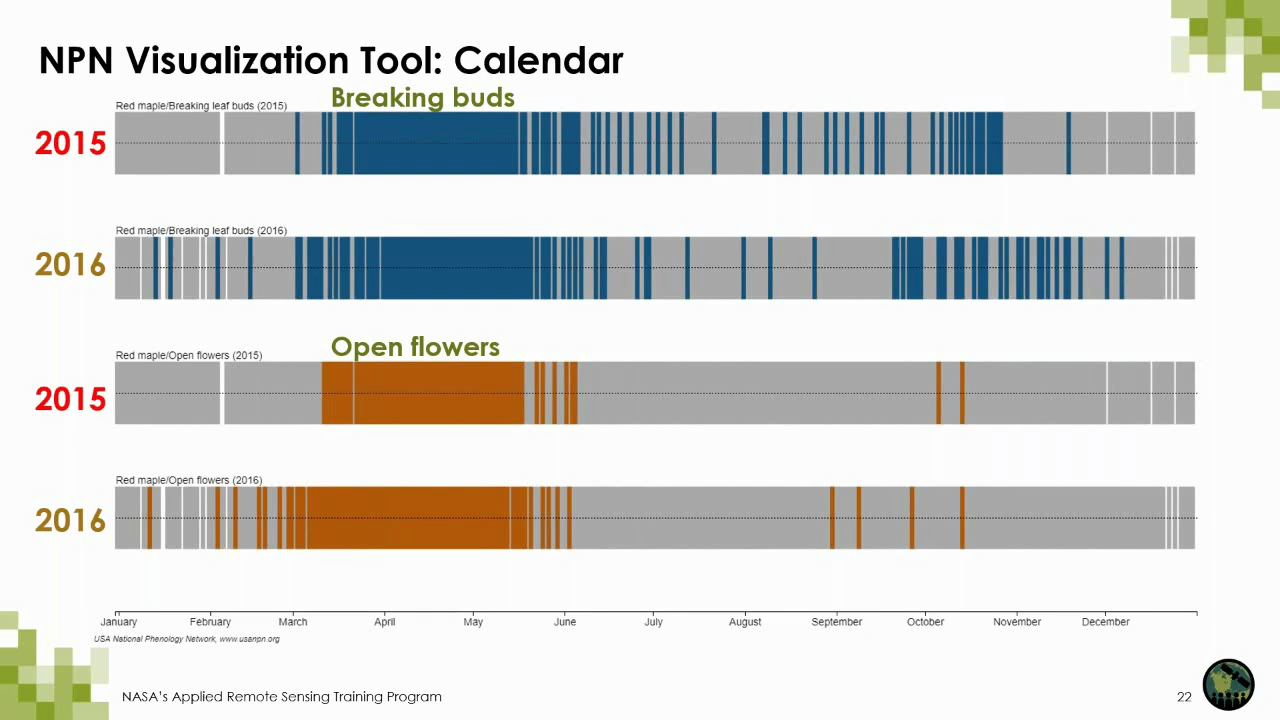 NPN Visualization Tool: Calendar
Breaking buds
Red maple/Breaking leaf buds (2015)
2015
Red maple/Breaking leaf buds (2016)
2016
Open flowers
Red maple/Open flowers (2015)
2015
Red maple/Open flowers (2016)
2016
January February March April May June July August September October November December
USA National Phenology Network, www.usanpn.org
NASA's Applied Remote Sensing Training Program
22